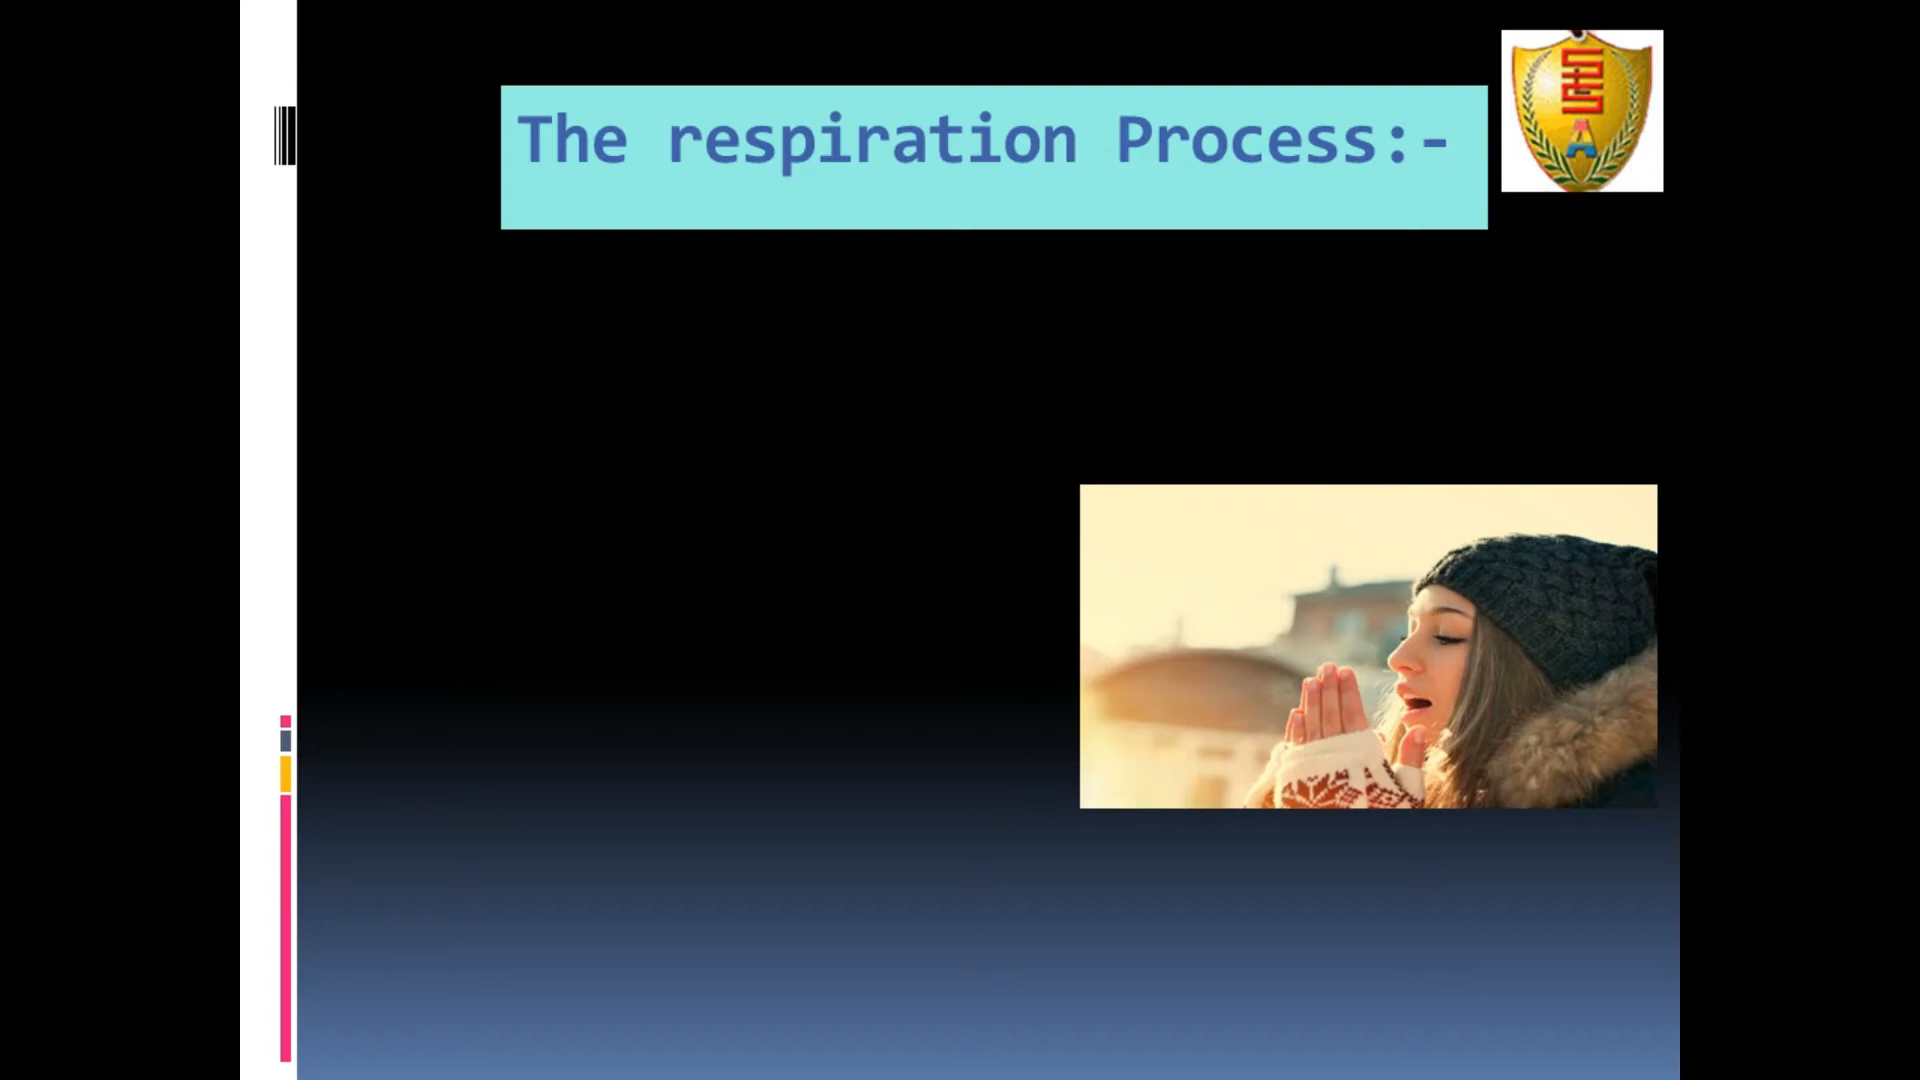 The respiration Process:-
A